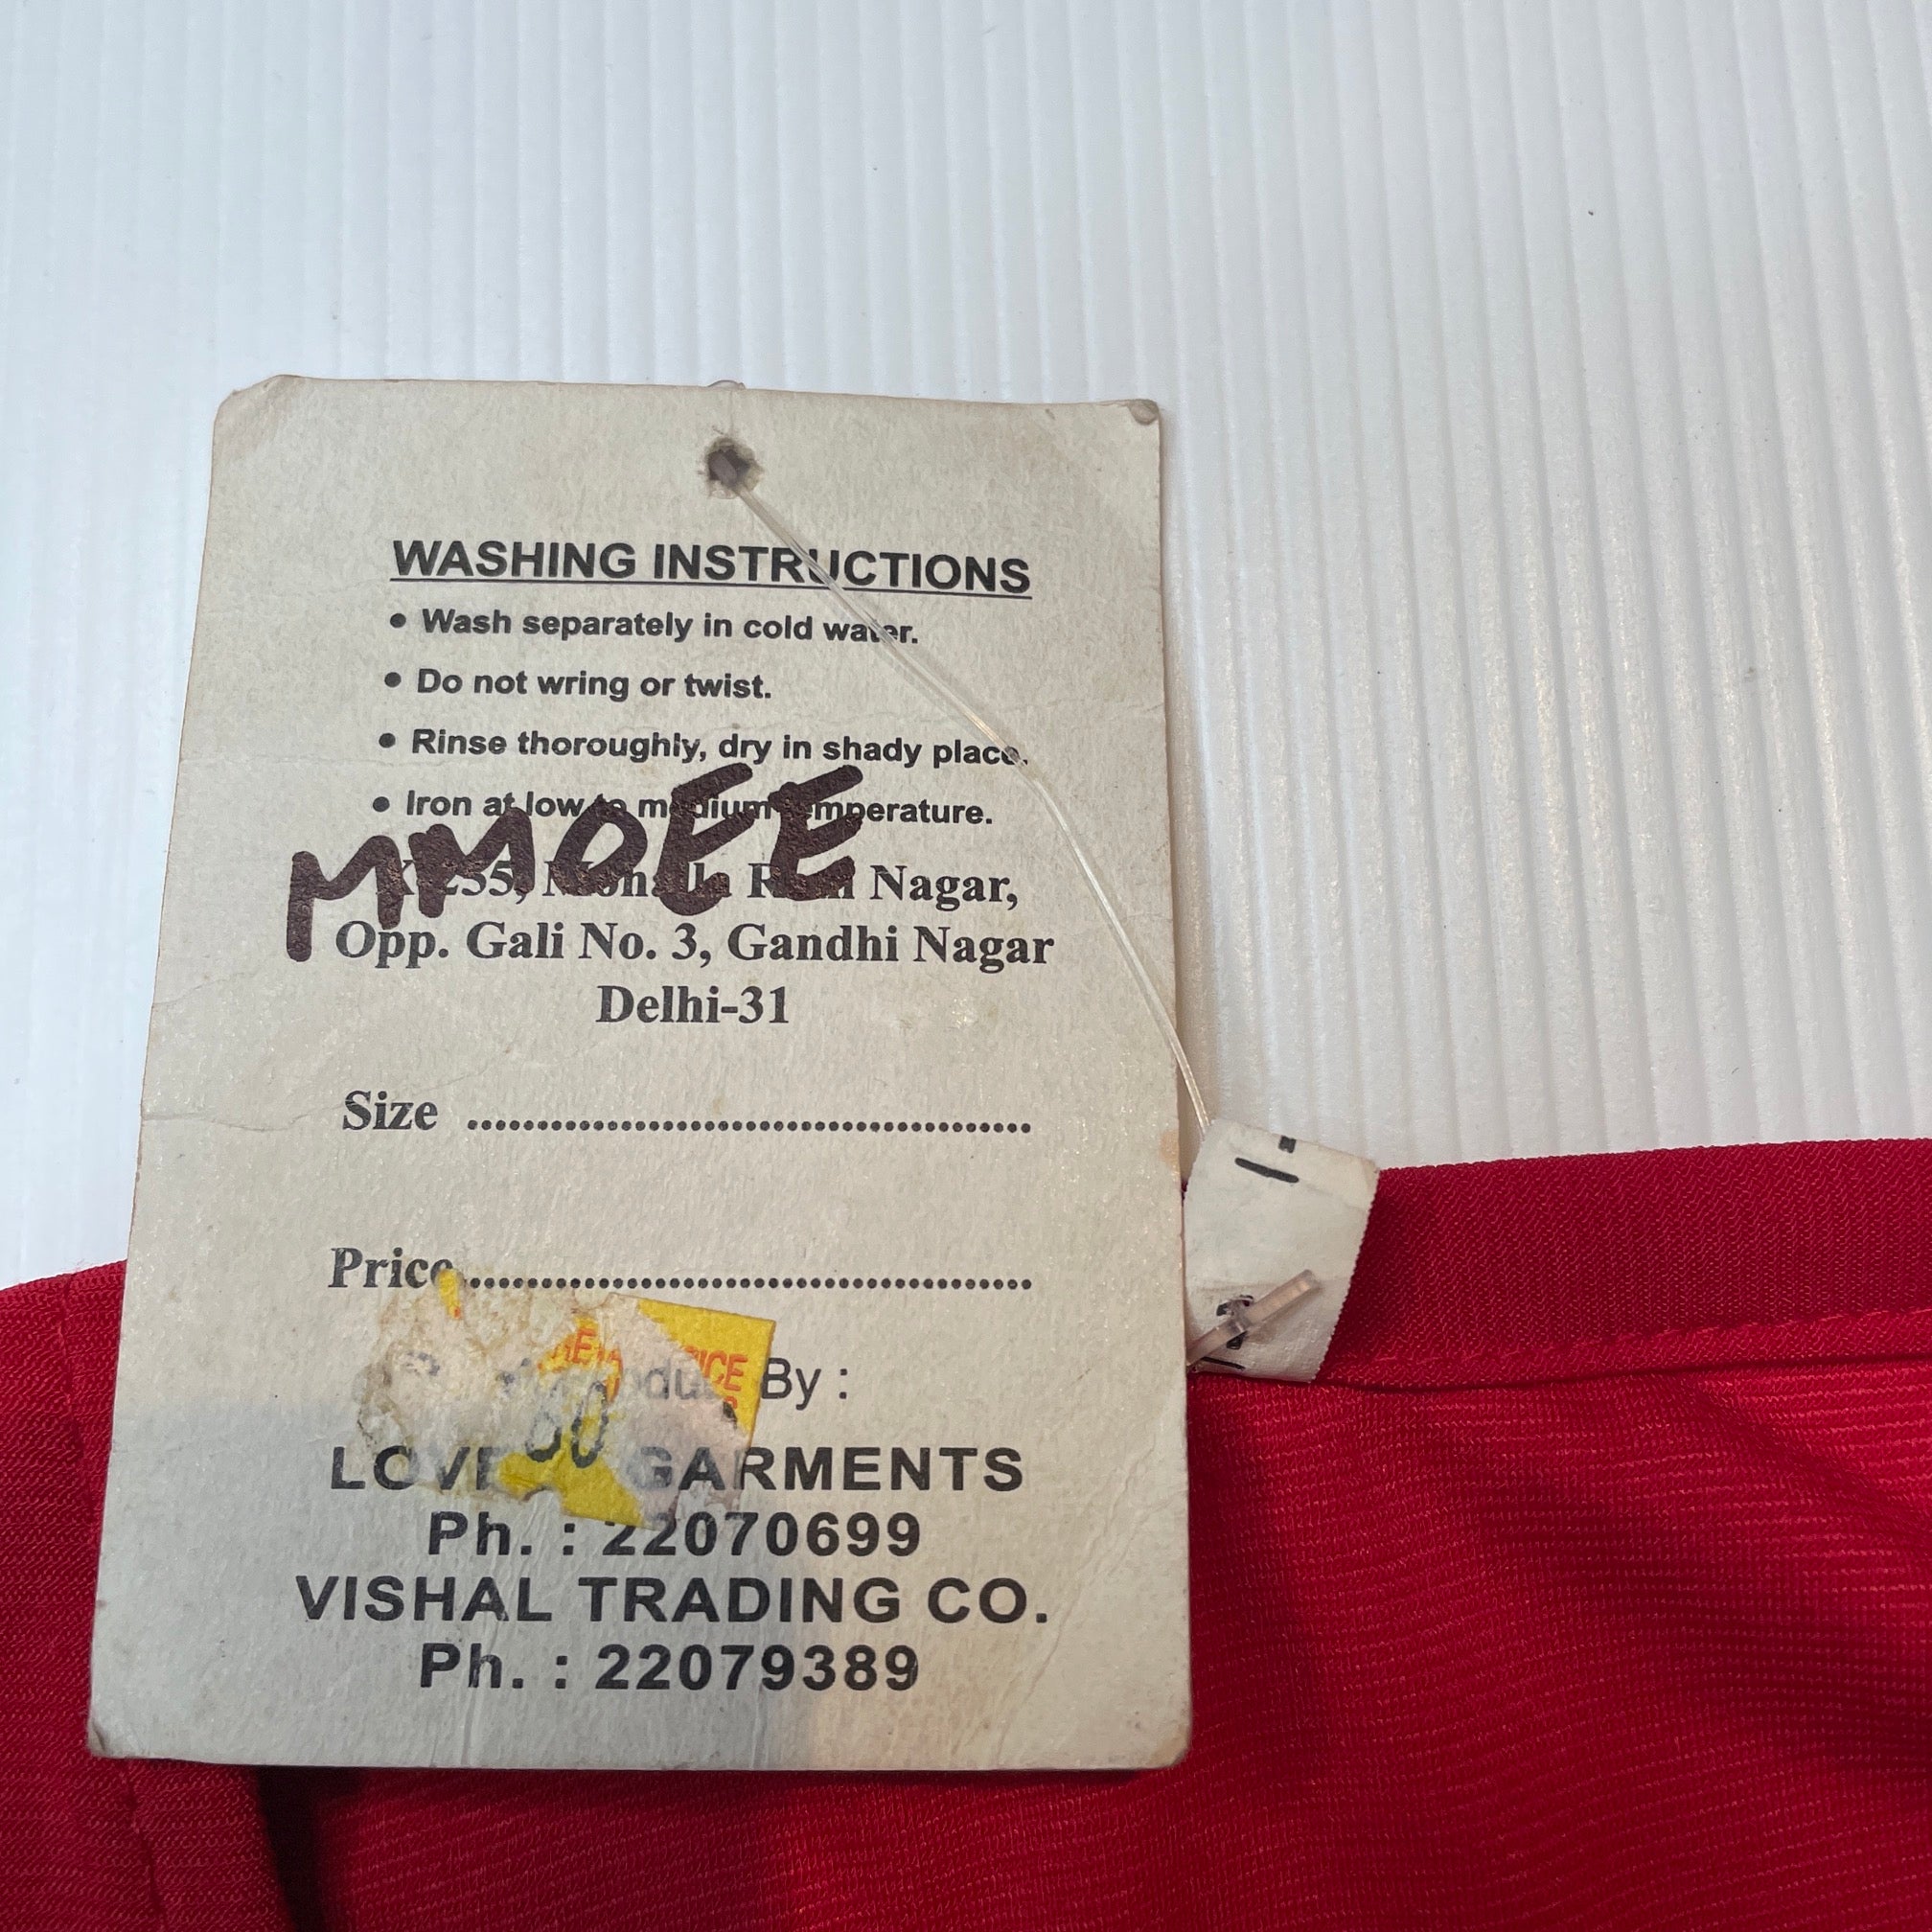 WASHING INSTRUCTIONS
• Wash separately in cold water.
• Do not wring or twist.
• Rinse thoroughly, dry in shady place.
• Iron at low to medium temperature.
MMOEE
Nagar,
Opp. Gali No. 3, Gandhi Nagar
Delhi-31
Size ........................................
Price ........................................
By :
GARMENTS
Ph. : 22070699
VISHAL TRADING CO.
Ph. : 22079389